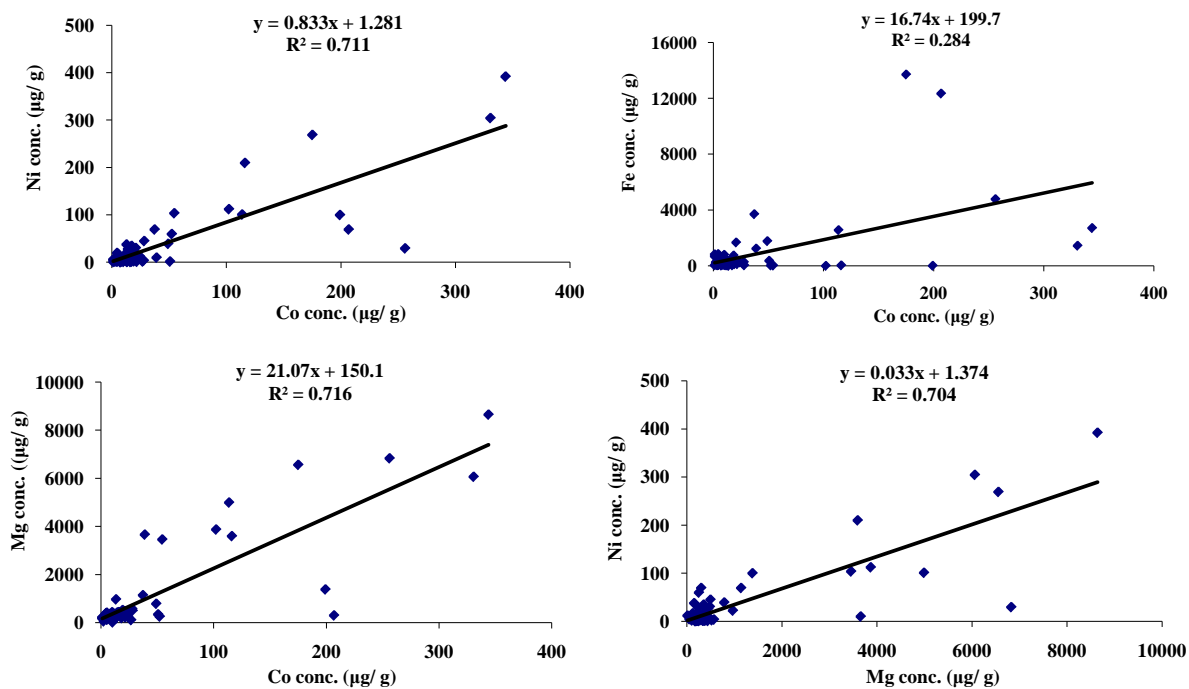 y = 0.833x + 1.281
R² = 0.711
Ni conc. (µg/ g)
500
400
300
200
100
0
0 100 200 300 400
Co conc. (µg/ g)
y = 16.74x + 199.7
R² = 0.284
Fe conc. (µg/ g)
16000
12000
8000
4000
0
0 100 200 300 400
Co conc. (µg/ g)
y = 21.07x + 150.1
R² = 0.716
Mg conc. ((µg/ g)
10000
8000
6000
4000
2000
0
0 100 200 300 400
Co conc. (µg/ g)
y = 0.033x + 1.374
R² = 0.704
Ni conc. (µg/ g)
500
400
300
200
100
0
0 2000 4000 6000 8000 10000
Mg conc. (µg/ g)